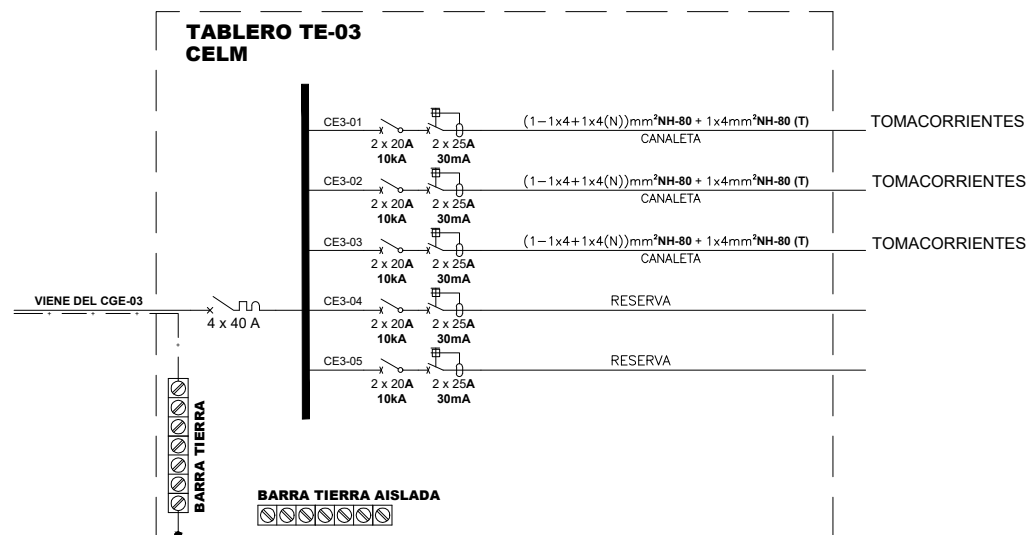 TABLERO TE-03
CELM
CE3-01
2 x 20A
10kA
2 x 25A
30mA
(1-1x4+1x4(N))mm²NH-80 + 1x4mm²NH-80 (T)
CANALETA
TOMACORRIENTES
CE3-02
2 x 20A
10kA
2 x 25A
30mA
(1-1x4+1x4(N))mm²NH-80 + 1x4mm²NH-80 (T)
CANALETA
TOMACORRIENTES
CE3-03
2 x 20A
10kA
2 x 25A
30mA
(1-1x4+1x4(N))mm²NH-80 + 1x4mm²NH-80 (T)
CANALETA
TOMACORRIENTES
VIENE DEL CGE-03
4 x 40 A
CE3-04
2 x 20A
10kA
2 x 25A
30mA
RESERVA
CE3-05
2 x 20A
10kA
2 x 25A
30mA
RESERVA
BARRA TIERRA
BARRA TIERRA AISLADA